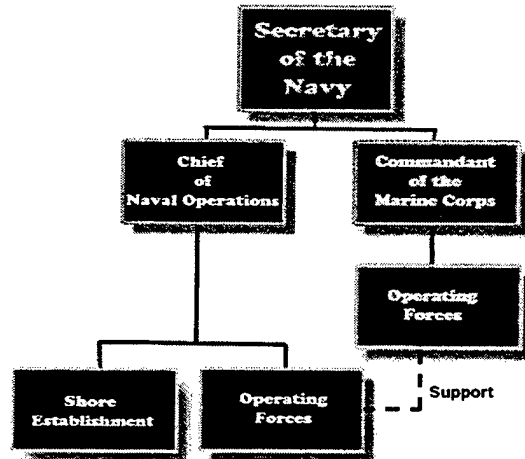 Secretary
of the
Navy
Chief
of
Naval Operations
Commandant
of the
Marine Corps
Operating
Forces
Shore
Establishment
Operating
Forces
Support